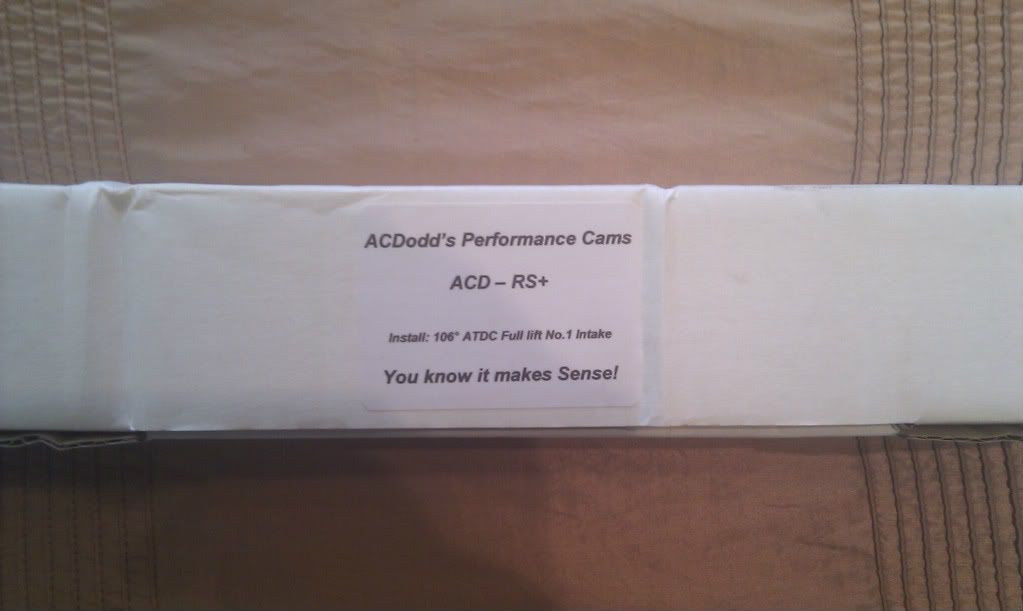 ACDodd’s Performance Cams
ACD – RS+
Install: 106° ATDC Full lift No.1 Intake
You know it makes Sense!